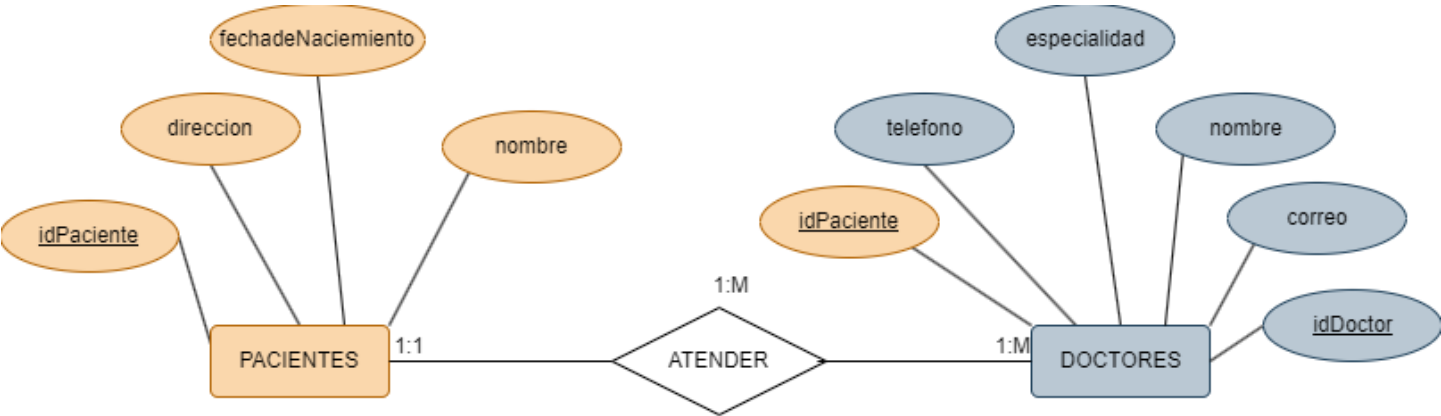 fechadeNaciemiento
especialidad
direccion
telefono
nombre
nombre
idPaciente
idPaciente
correo
1:M
idDoctor
PACIENTES
1:1
ATENDER
1:M
DOCTORES